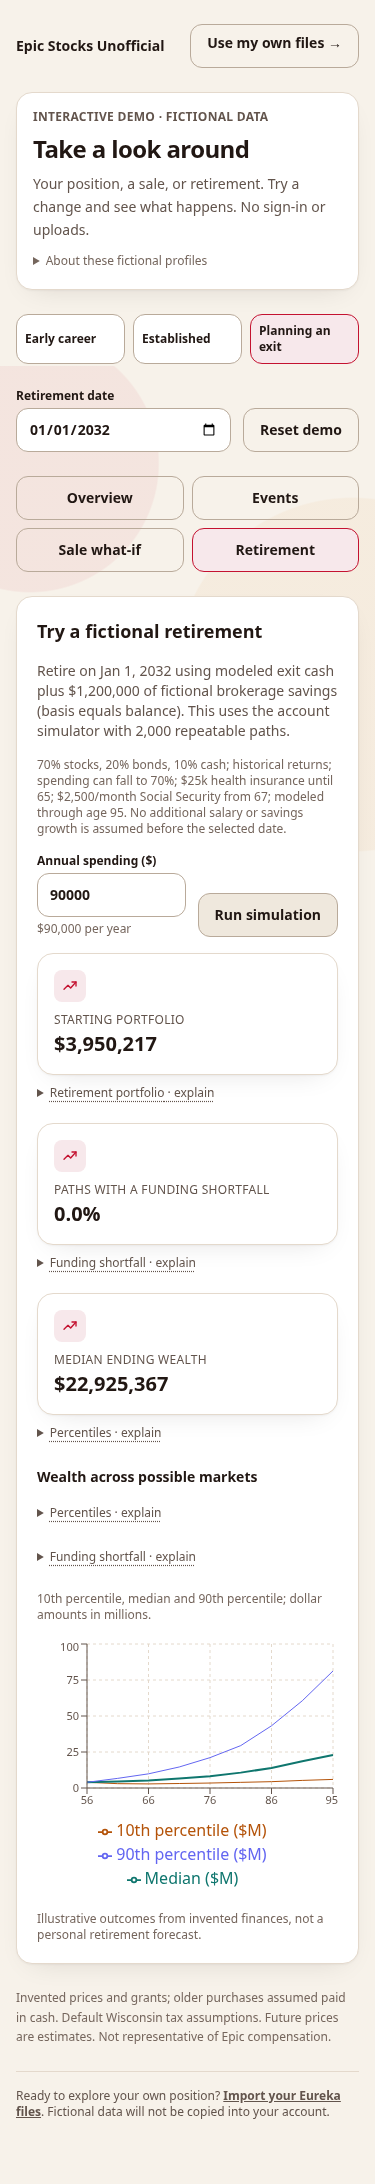 Epic Stocks Unofficial
Use my own files →
INTERACTIVE DEMO · FICTIONAL DATA
Take a look around
Your position, a sale, or retirement. Try a
change and see what happens. No sign-in or
uploads.
About these fictional profiles
Early career
Established
Planning an
exit
Retirement date
01/01/2032
Reset demo
Overview
Events
Sale what-if
Retirement
Try a fictional retirement
Retire on Jan 1, 2032 using modeled exit cash
plus $1,200,000 of fictional brokerage savings
(basis equals balance). This uses the account
simulator with 2,000 repeatable paths.
70% stocks, 20% bonds, 10% cash; historical returns;
spending can fall to 70%; $25k health insurance until
65; $2,500/month Social Security from 67; modeled
through age 95. No additional salary or savings
growth is assumed before the selected date.
Annual spending ($)
90000
$90,000 per year
Run simulation
STARTING PORTFOLIO
$3,950,217
Retirement portfolio · explain
PATHS WITH A FUNDING SHORTFALL
0.0%
Funding shortfall · explain
MEDIAN ENDING WEALTH
$22,925,367
Percentiles · explain
Wealth across possible markets
Percentiles · explain
Funding shortfall · explain
10th percentile, median and 90th percentile; dollar
amounts in millions.
100
75
50
25
0
56 66 76 86 95
10th percentile ($M)
90th percentile ($M)
Median ($M)
Illustrative outcomes from invented finances, not a
personal retirement forecast.
Invented prices and grants; older purchases assumed paid
in cash. Default Wisconsin tax assumptions. Future prices
are estimates. Not representative of Epic compensation.
Ready to explore your own position? Import your Eureka
files. Fictional data will not be copied into your account.